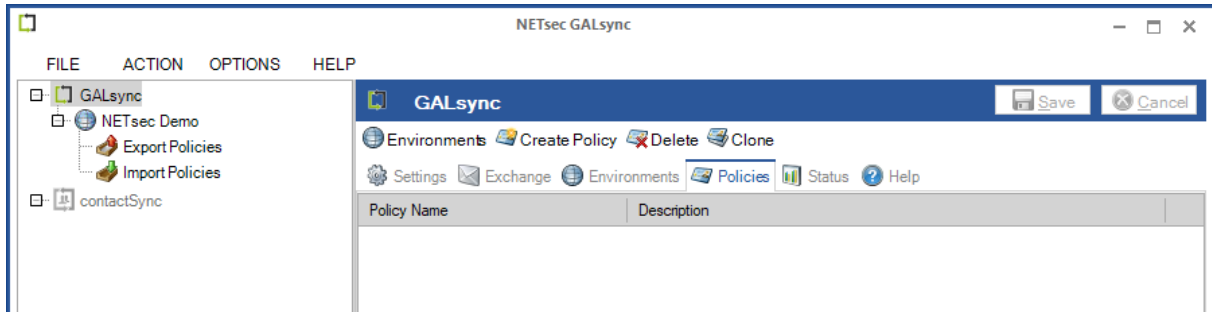 NETsec GALsync
FILE ACTION OPTIONS HELP
GALsync
NETsec Demo
Export Policies
Import Policies
contactSync
GALsync
Save Cancel
Environments Create Policy Delete Clone
Settings Exchange Environments Policies Status Help
Policy Name Description